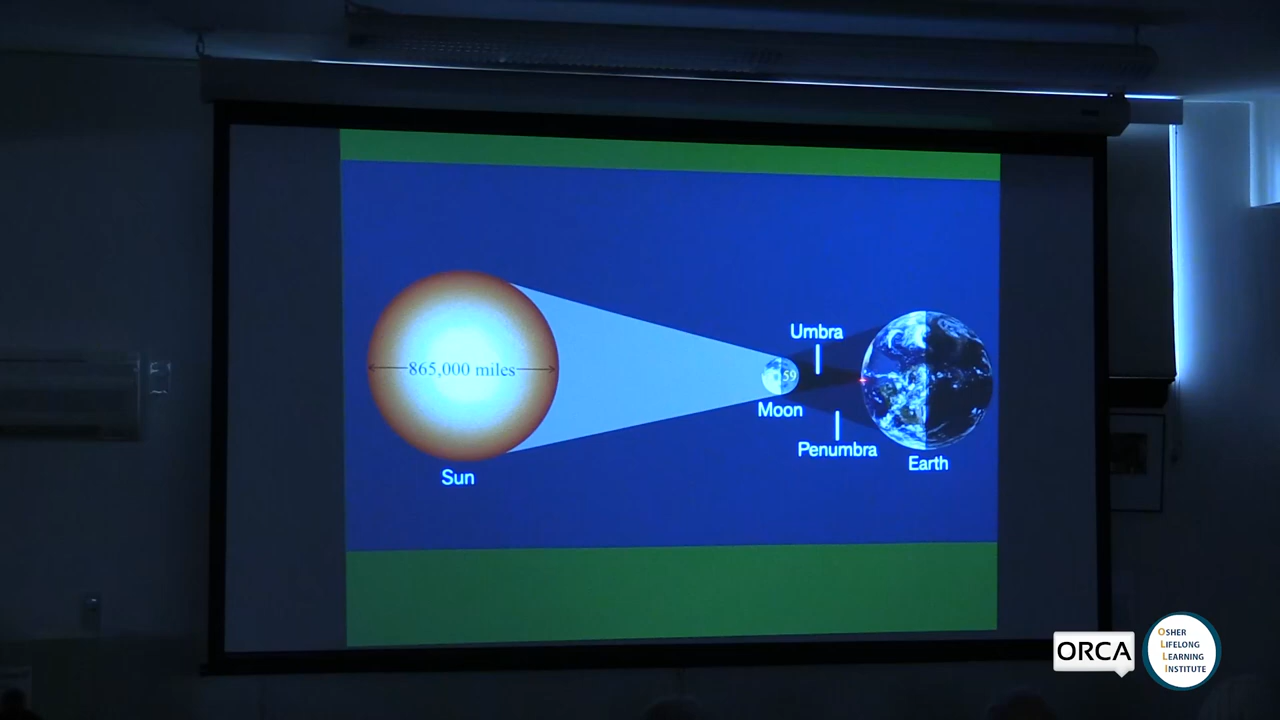 865,000 miles
Sun
59
Moon
Umbra
Penumbra
Earth
ORCA
OSHER
LIFELONG
LEARNING
INSTITUTE